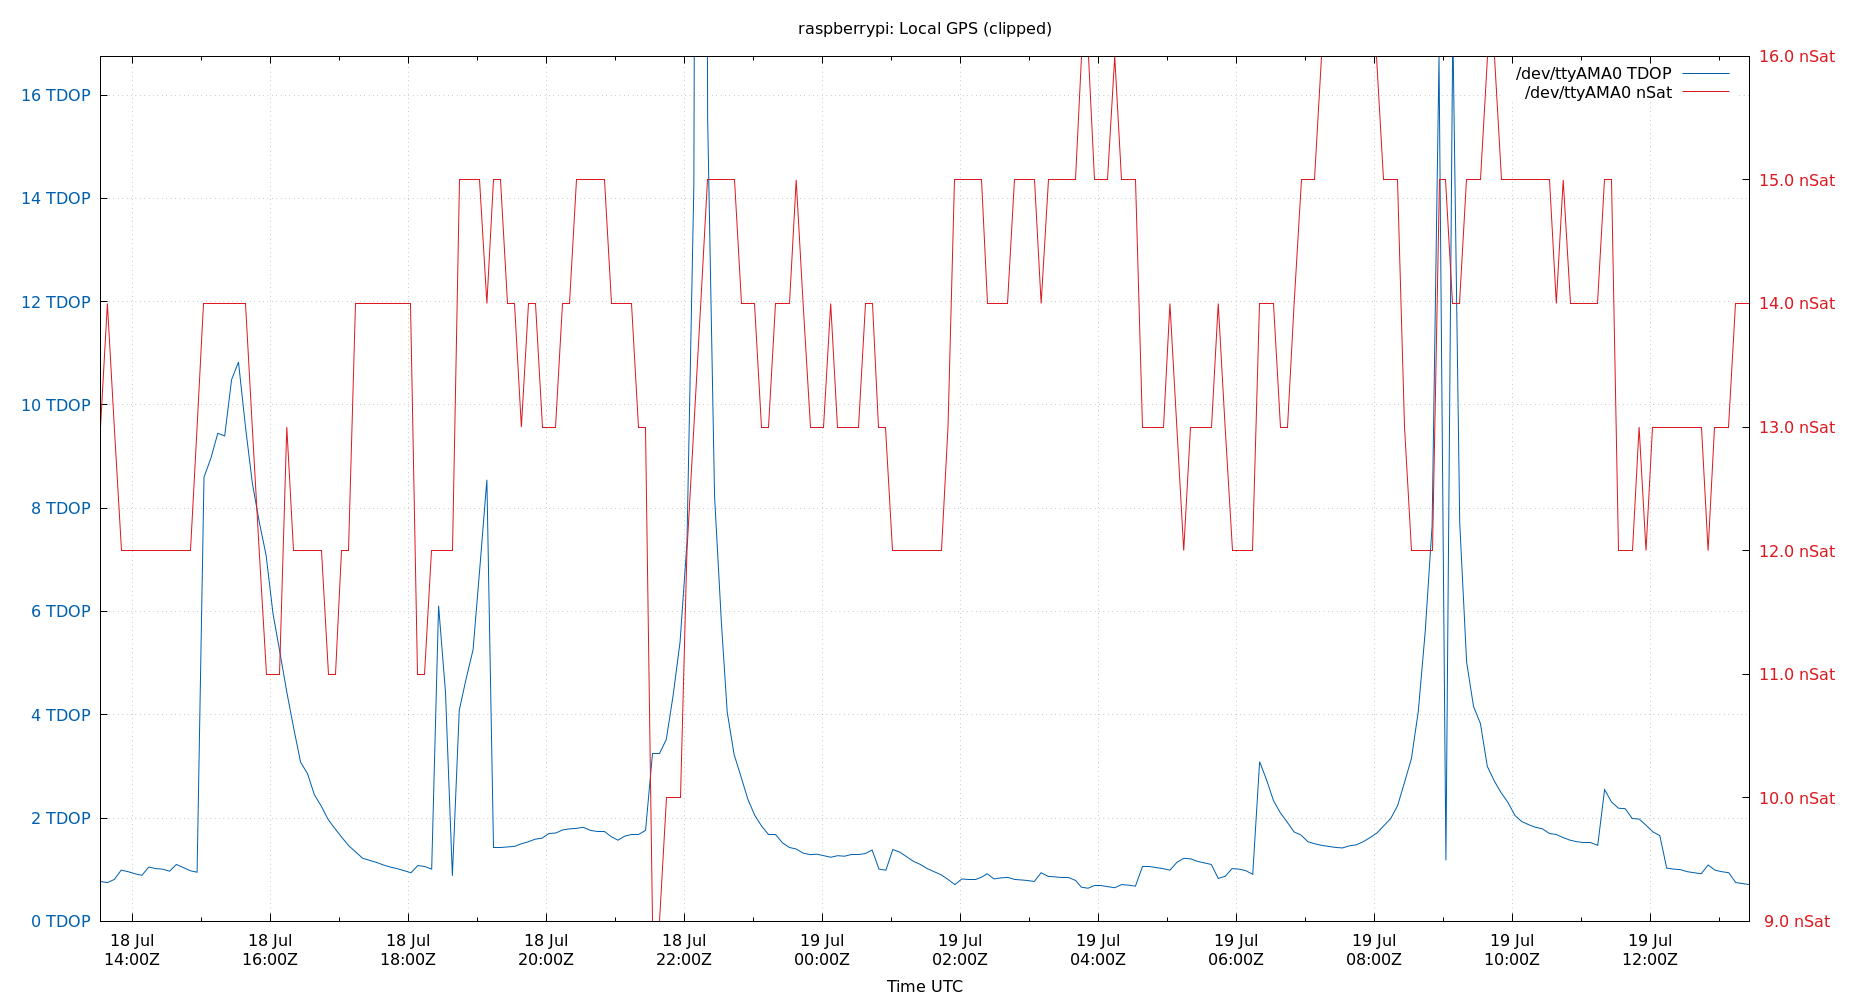 raspberrypi: Local GPS (clipped)
16.0 nSat
/dev/ttyAMA0 TDOP
/dev/ttyAMA0 nSat
16 TDOP
15.0 nSat
14 TDOP
12 TDOP
14.0 nSat
10 TDOP
13.0 nSat
8 TDOP
12.0 nSat
6 TDOP
11.0 nSat
4 TDOP
10.0 nSat
2 TDOP
0 TDOP
9.0 nSat
18 Jul 18 Jul 18 Jul 18 Jul 18 Jul 19 Jul 19 Jul 19 Jul 19 Jul 19 Jul 19 Jul 19 Jul
14:00Z 16:00Z 18:00Z 20:00Z 22:00Z 00:00Z 02:00Z 04:00Z 06:00Z 08:00Z 10:00Z 12:00Z
Time UTC